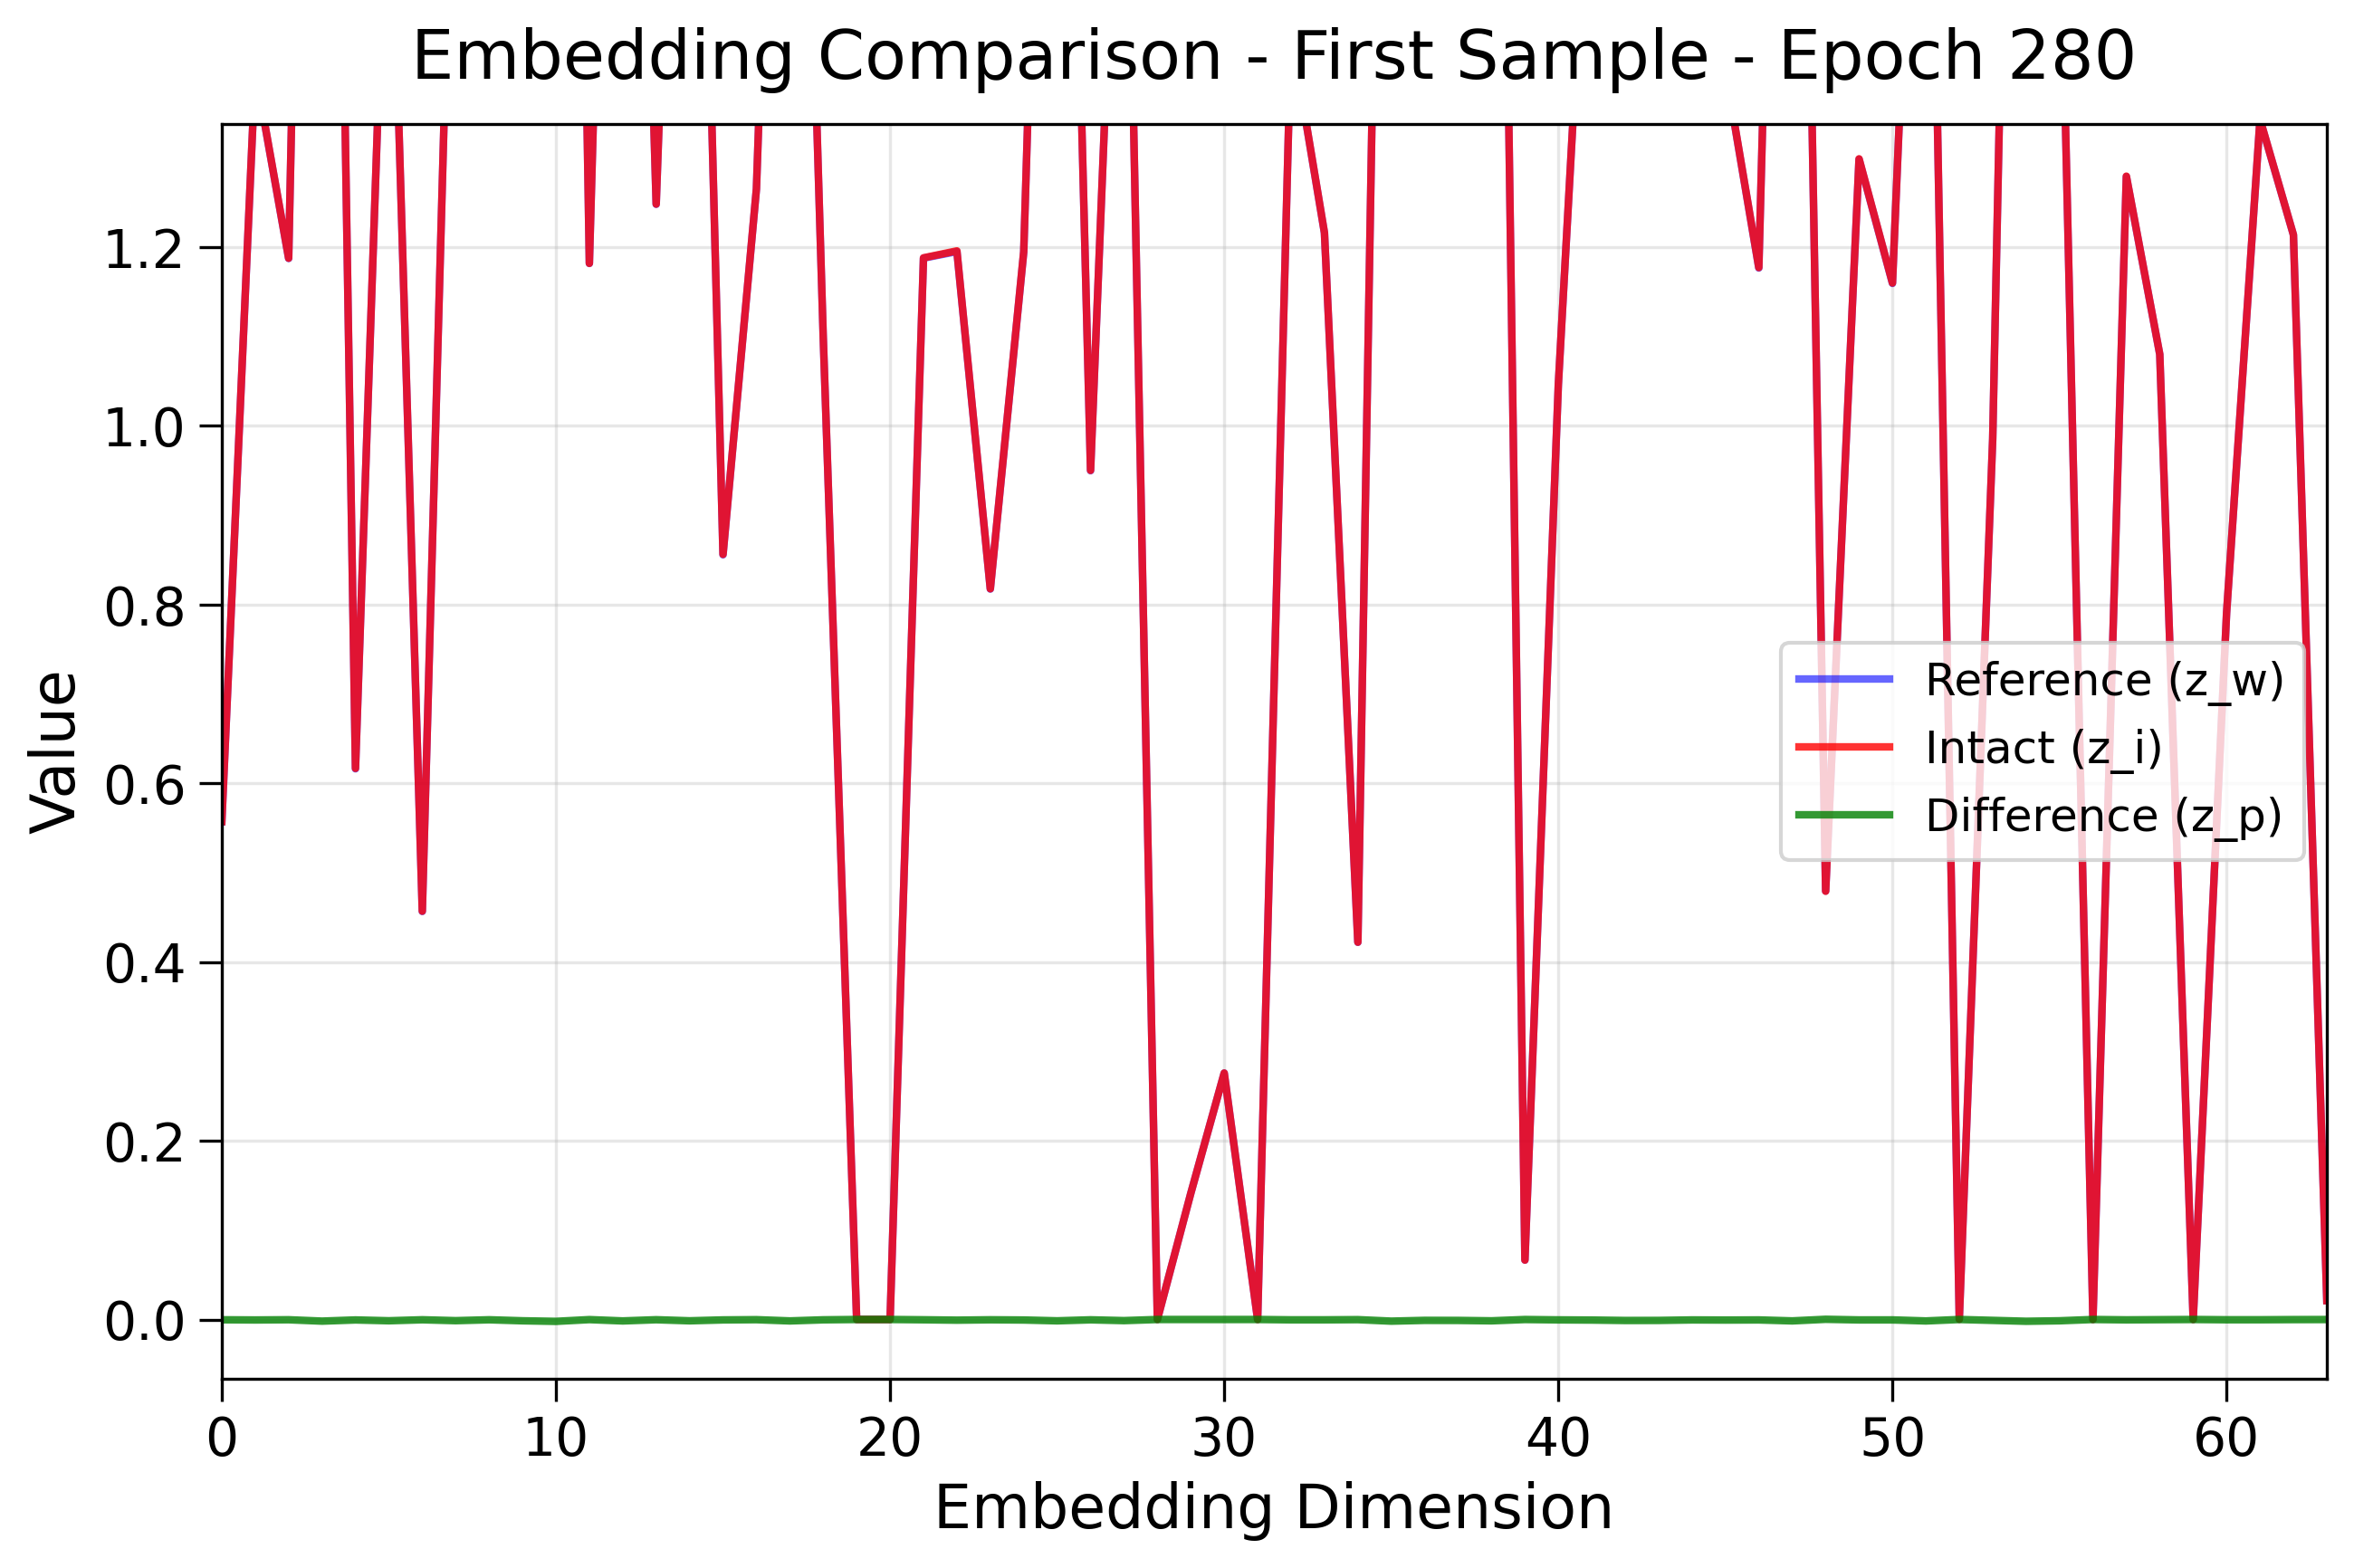 Embedding Comparison - First Sample - Epoch 280
Value
1.2
1.0
0.8
0.6
0.4
0.2
0.0
Reference (z_w)
Intact (z_i)
Difference (z_p)
0 10 20 30 40 50 60
Embedding Dimension